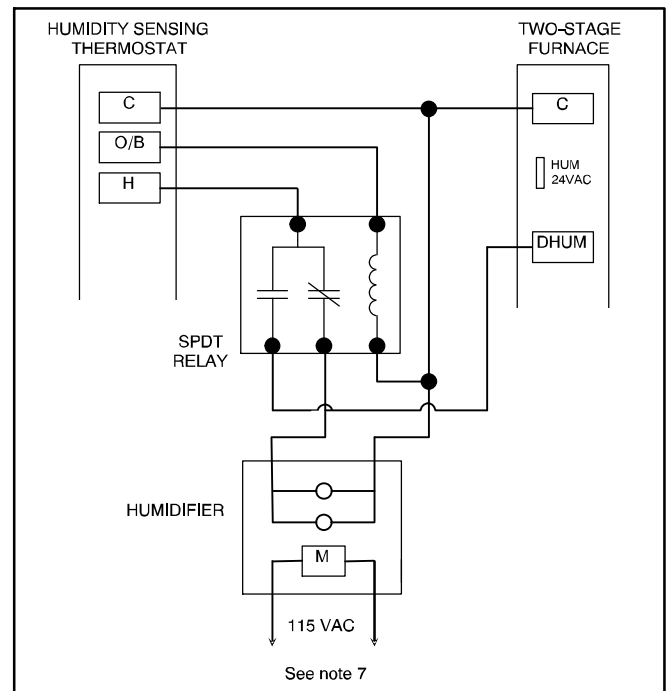 HUMIDITY SENSING
THERMOSTAT
TWO-STAGE
FURNACE
C
C
O/B
HUM
24VAC
H
DHUM
SPDT
RELAY
HUMIDIFIER
M
115 VAC
See note 7